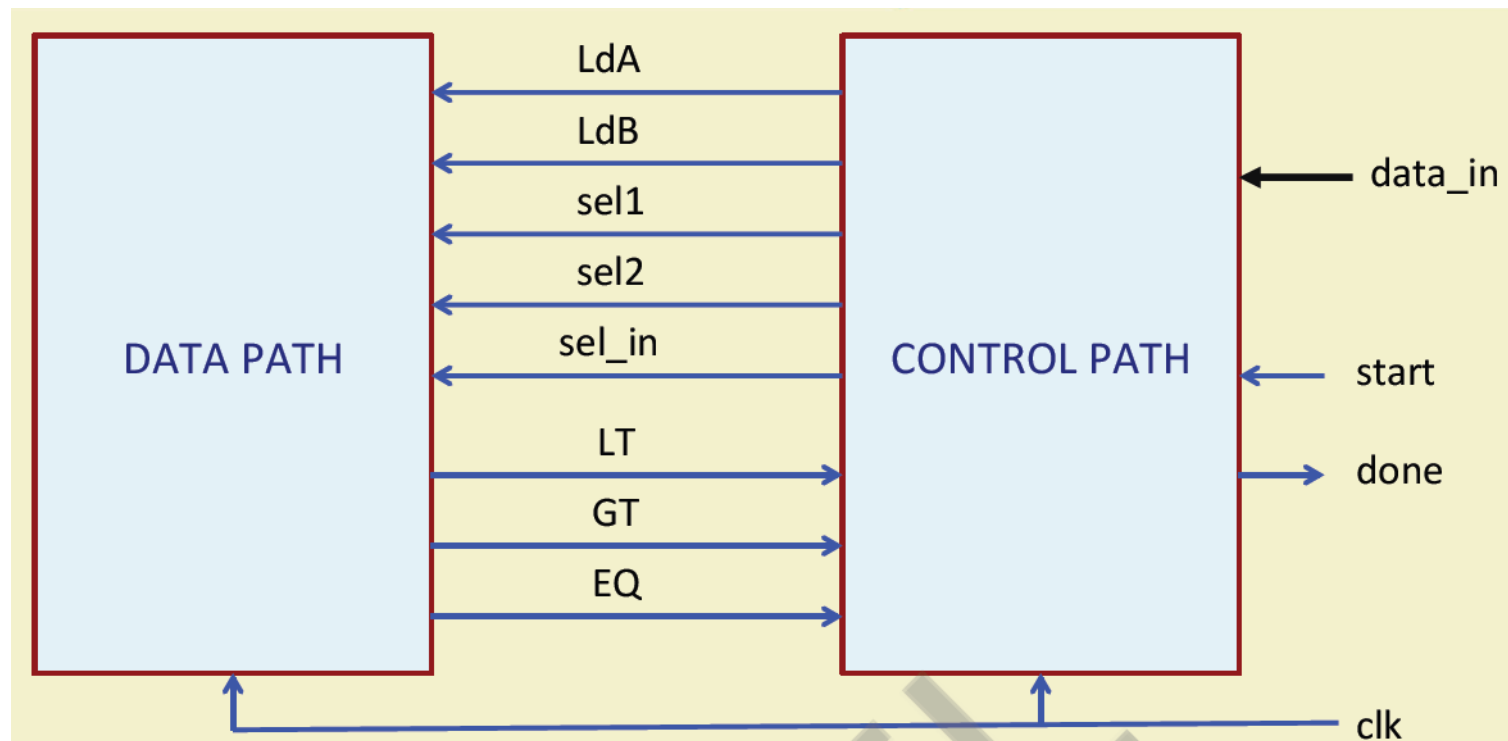 LdA
LdB
sel1
sel2
sel_in
LT
GT
EQ
DATA PATH
CONTROL PATH
data_in
start
done
clk